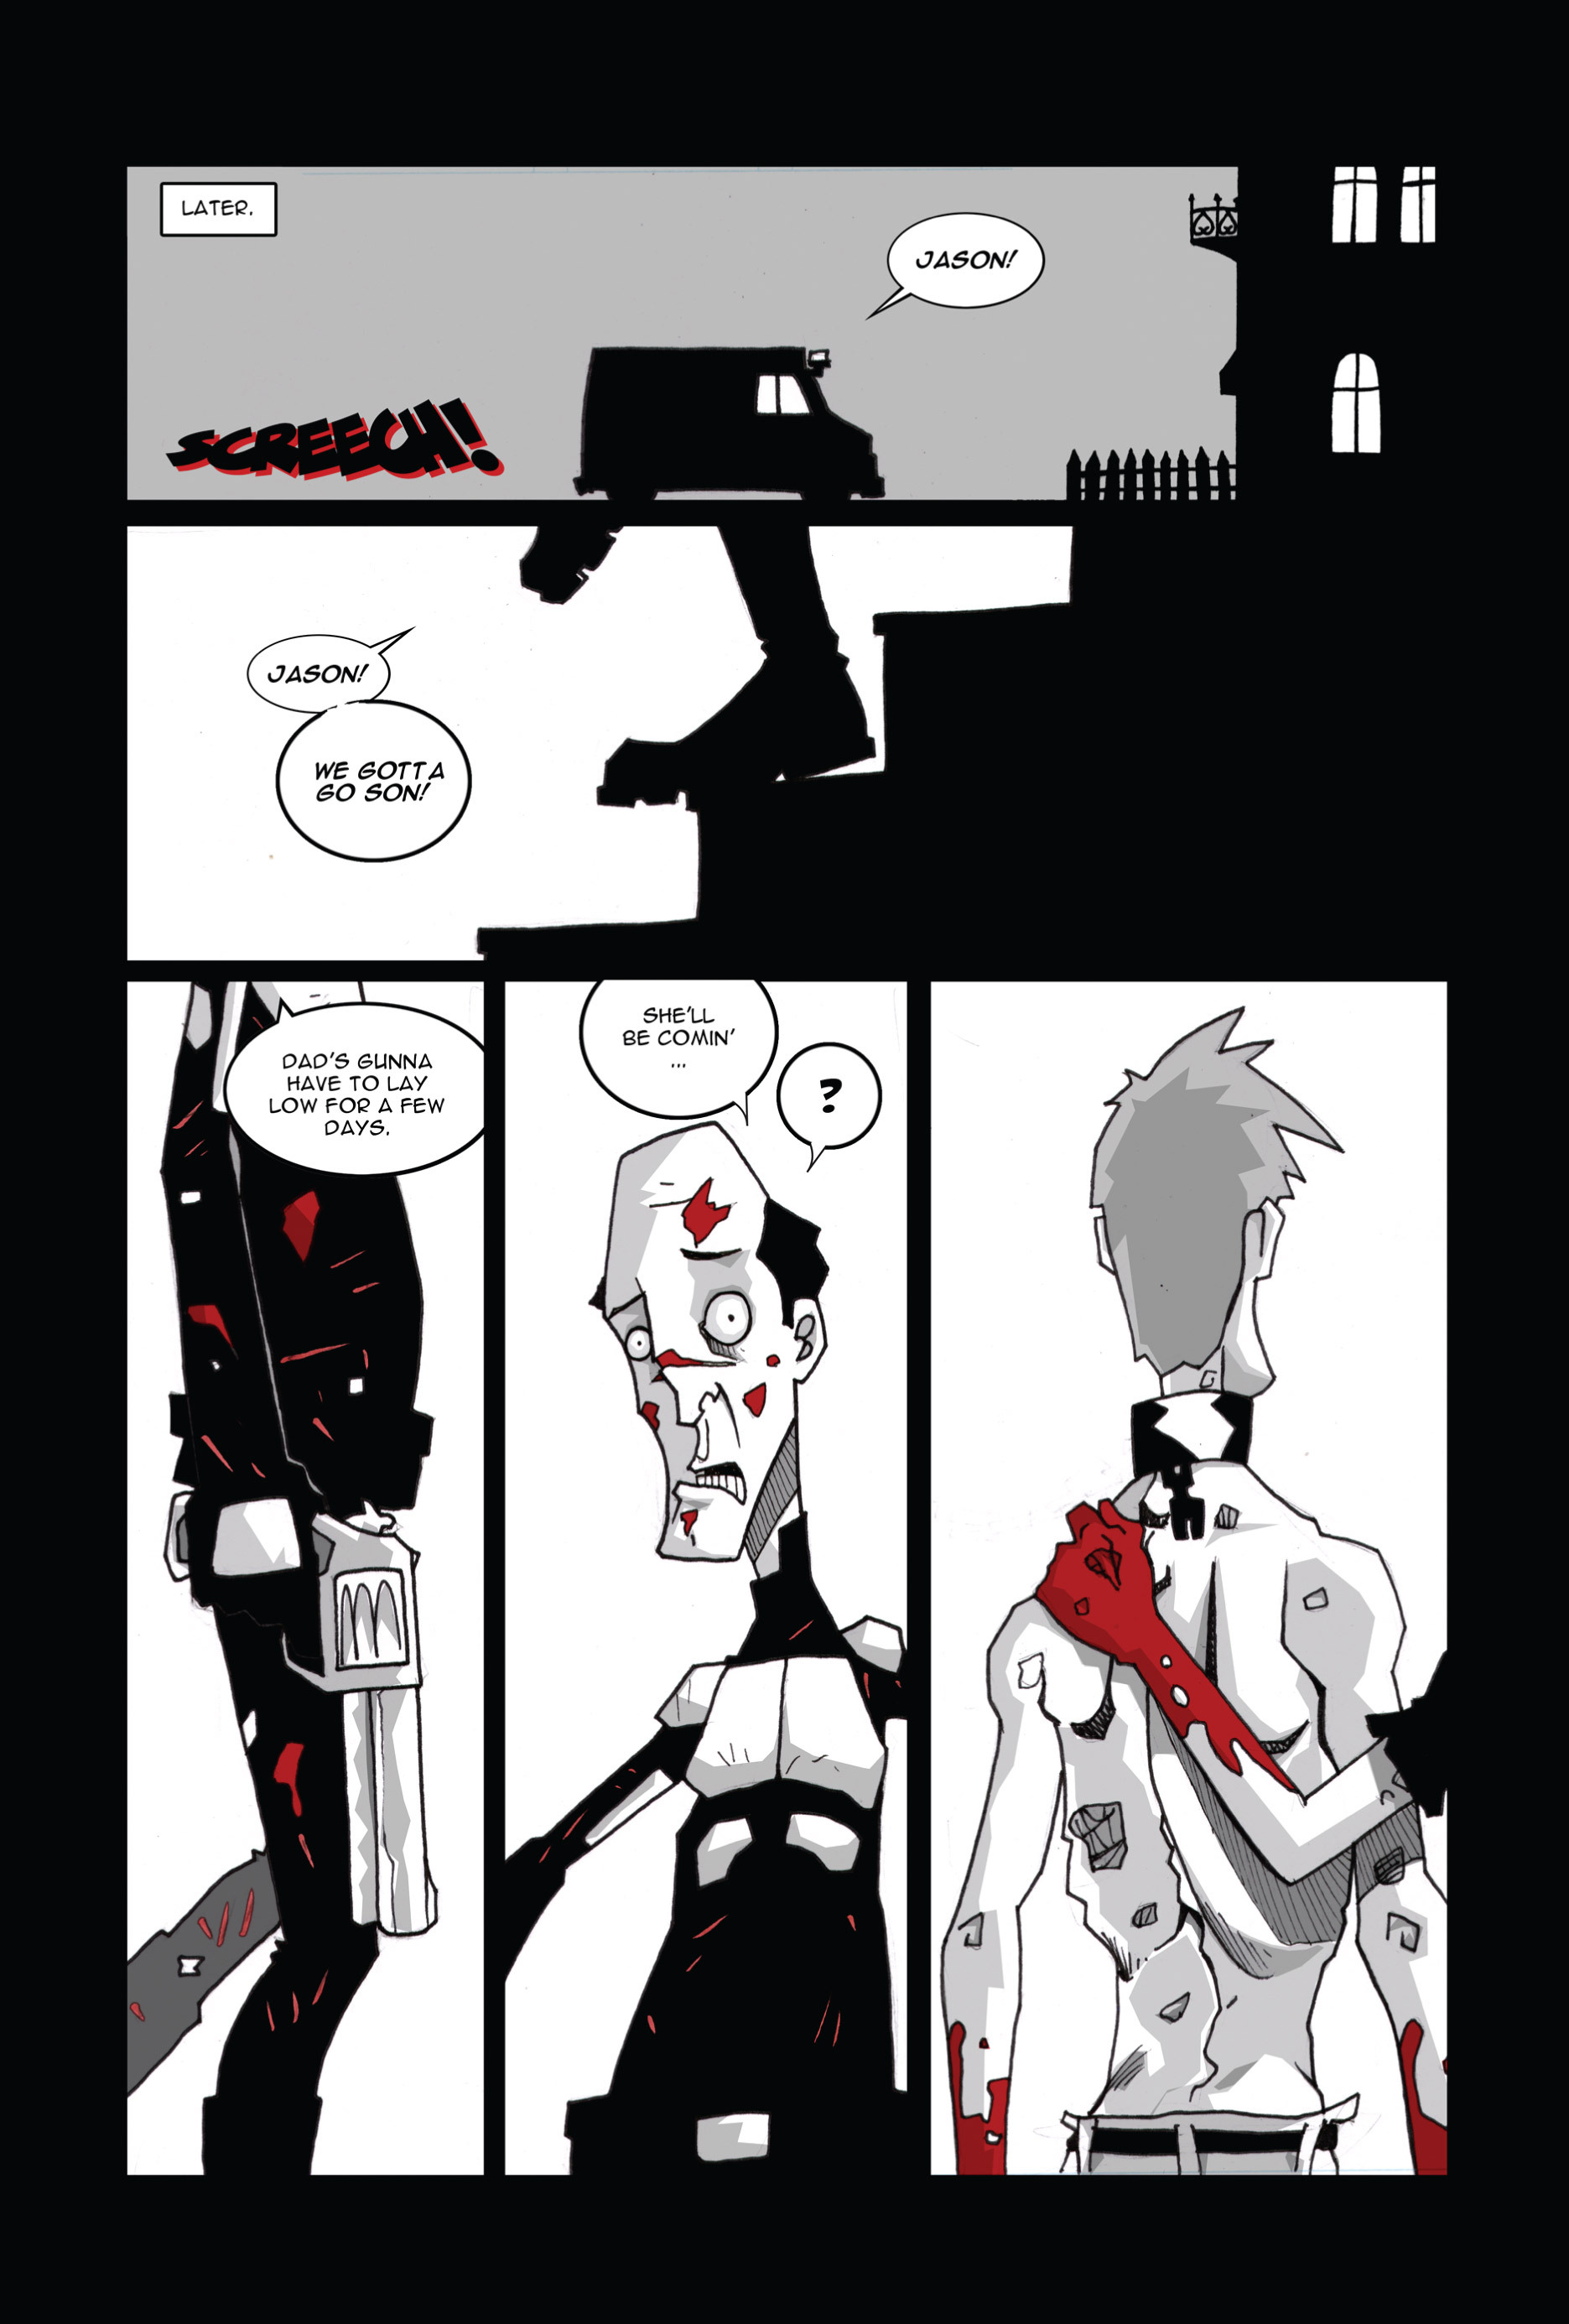 LATER.
JASON!
SCREECH!
JASON!
WE GOTTA
GO SON!
DAD'S GUNNA
HAVE TO LAY
LOW FOR A FEW
DAYS.
SHE'LL
BE COMIN'
...
?